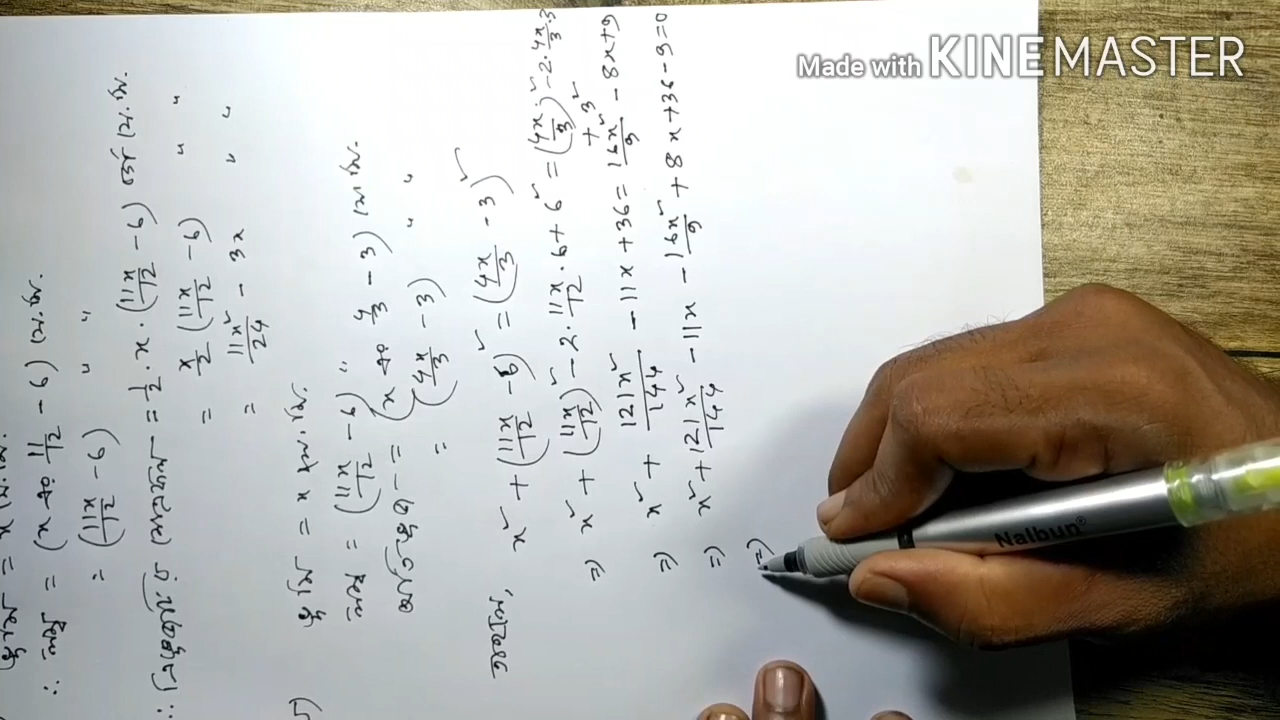 Made with KINEMASTER
ভূমি = x সে.মি.
∴ লম্ব = (x এর 11/12 - 6) সে.মি.
= (11x/12 - 6) " "
∴ ত্রিভুজটির ক্ষেত্রফল = 1/2 . x . (11x/12 - 6) বর্গ সে.মি.
= x/2 (11x/12 - 6) " "
= 11x²/24 - 3x " "
ভূমি = x সে.মি.
লম্ব = (11x/12 - 6) "
অতিভুজ = (x এর 4/3 - 3) সে.মি.
= (4x/3 - 3) " "
x² + (11x/12 - 6)² = (4x/3 - 3)²
⇒ x² + (11x/12)² - 2 . 11x/12 . 6 + 6² = (4x/3)² - 2 . 4x/3 . 3 + 3²
⇒ x² + 121x²/144 - 11x + 36 = 16x²/9 - 8x + 9
⇒ x² + 121x²/144 - 11x - 16x²/9 + 8x + 36 - 9 = 0
⇒
Nalbun®